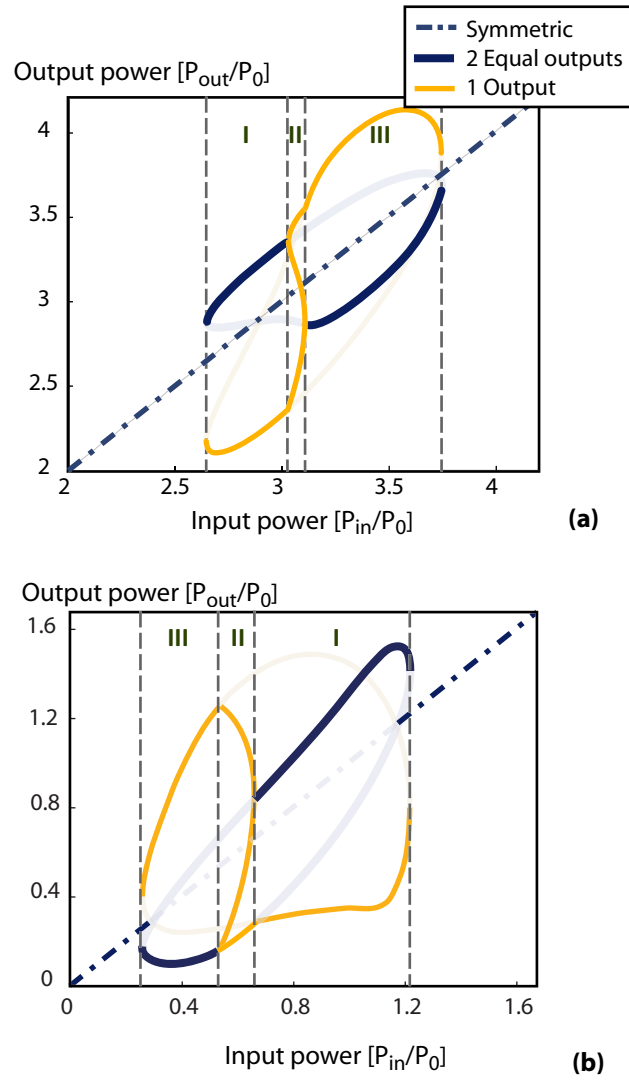 Symmetric
2 Equal outputs
1 Output
Output power [Pout/P0]
I II III
4
3.5
3
2.5
2
2 2.5 3 3.5 4
Input power [Pin/P0]
(a)
Output power [Pout/P0]
III II I
1.6
1.2
0.8
0.4
0
0 0.4 0.8 1.2 1.6
Input power [Pin/P0]
(b)